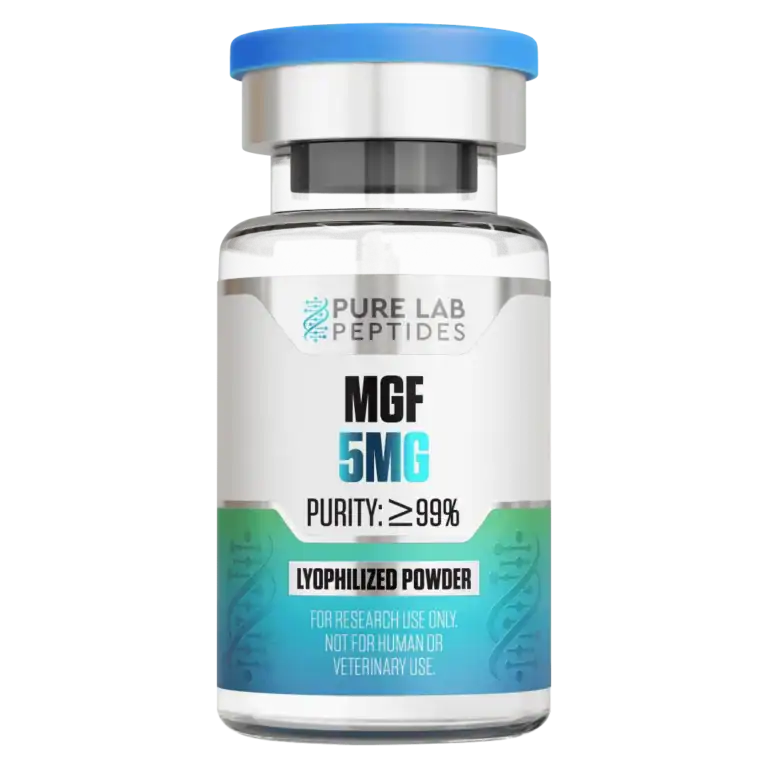 PURE LAB
PEPTIDES
MGF
5MG
PURITY: ≥99%
LYOPHILIZED POWDER
FOR RESEARCH USE ONLY.
NOT FOR HUMAN OR
VETERINARY USE.